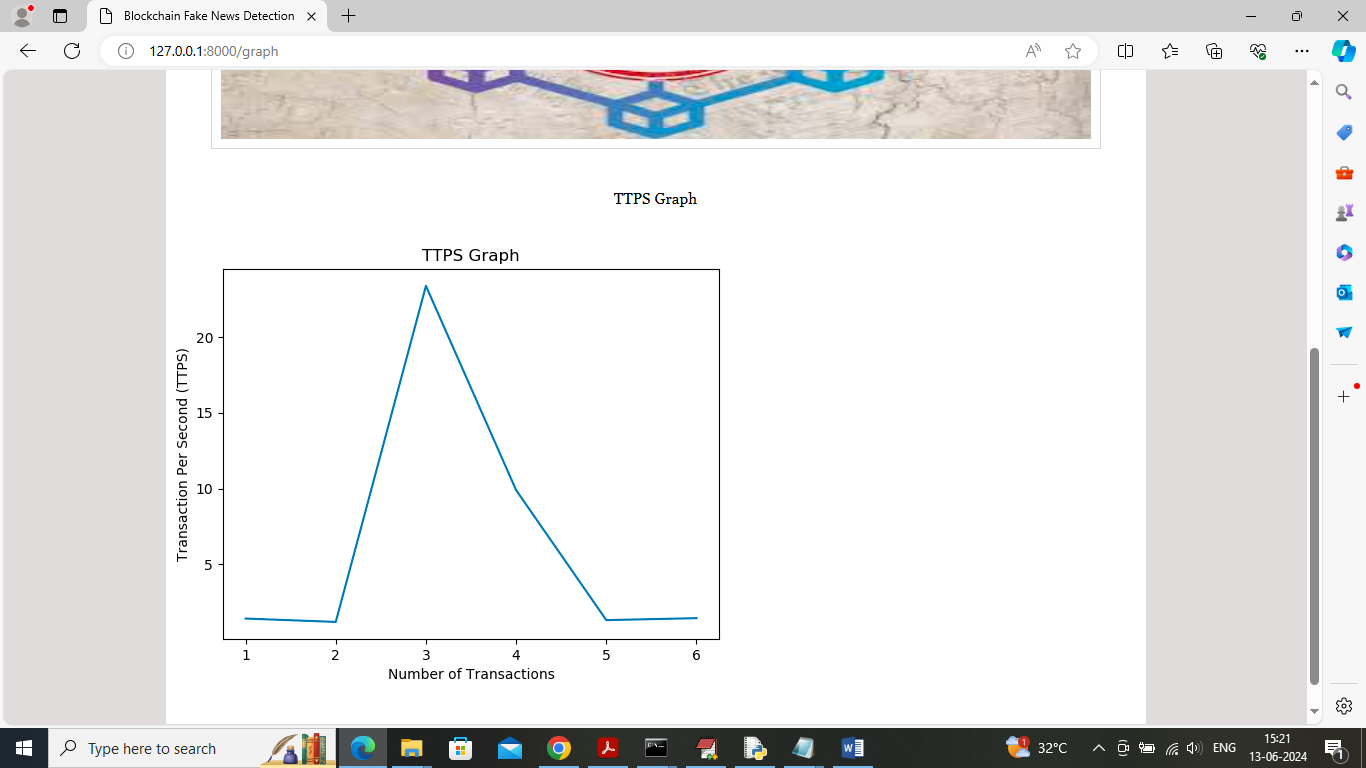 Blockchain Fake News Detection
127.0.0.1:8000/graph
TTPS Graph
TTPS Graph
Transaction Per Second (TTPS)
20
15
10
5
1 2 3 4 5 6
Number of Transactions
Type here to search
1
32°C
ENG
15:21
13-06-2024
1